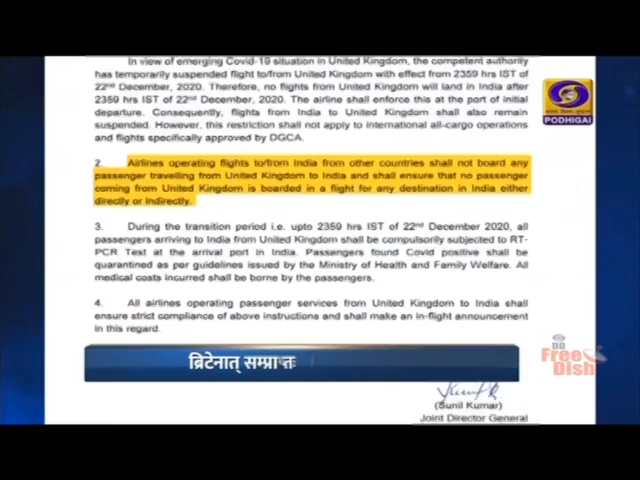 In view of emerging Covid-19 situation in United Kingdom, the competent authority
has temporarily suspended flight to/from United Kingdom with effect from 2359 hrs IST of
22nd December, 2020. Therefore, no flights from United Kingdom will land in India after
2359 hrs IST of 22nd December, 2020. The airline shall enforce this at the port of initial
departure. Consequently, flights from India to United Kingdom shall also remain
suspended. However, this restriction shall not apply to international all-cargo operations
and flights specifically approved by DGCA.
PODHIGAI
2. Airlines operating flights to/from India from other countries shall not board any
passenger travelling from United Kingdom to India and shall ensure that no passenger
coming from United Kingdom is boarded in a flight for any destination in India either
directly or indirectly.
3. During the transition period i.e. upto 2359 hrs IST of 22nd December 2020, all
passengers arriving to India from United Kingdom shall be compulsorily subjected to RT-
PCR Test at the arrival port in India. Passengers found Covid positive shall be
quarantined as per guidelines issued by the Ministry of Health and Family Welfare. All
medical costs incurred shall be borne by the passengers.
4. All airlines operating passenger services from United Kingdom to India shall
ensure strict compliance of above instructions and shall make an in-flight announcement
in this regard.
ब्रिटेनात् सम्प्राप्तः
DD
Free
Dish
(Sunil Kumar)
Joint Director General